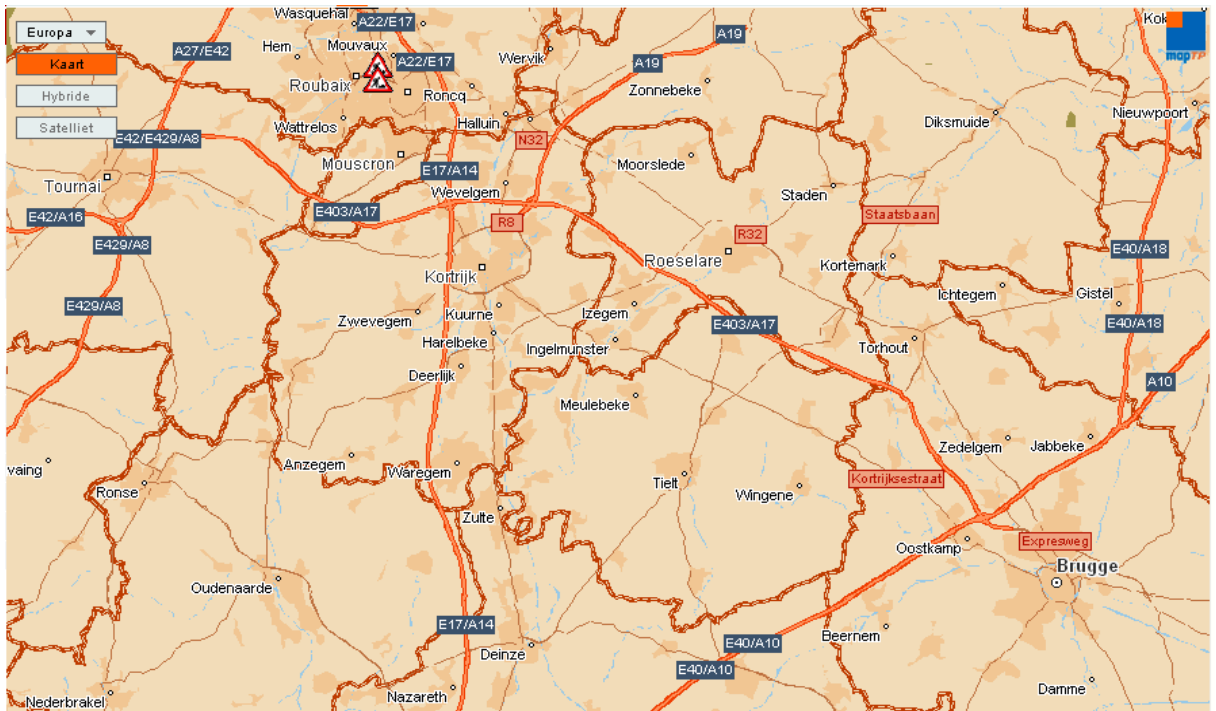 Wasquehal
A22/E17
Kok
Europa
A27/E42
Hem
Mouvaux
Wervik
A19
mapTP
Kaart
A22/E17
A19
Roubaix
Roncq
Zonnebeke
Hybride
Nieuwpoort
Wattrelos
Halluin
Diksmuide
Satelliet
E42/E429/A8
N32
Mouscron
E17/A14
Moorslede
Tournai
Wevelgem
Staden
E42/A16
E403/A17
R8
Staatsbaan
E429/A8
R32
E40/A18
Roeselare
Kortemark
Kortrijk
Ichtegem
Gistel
E429/A8
Zwevegem
Kuurne
Izegem
E403/A17
E40/A18
Harelbeke
Ingelmunster
Torhout
Deerlijk
A10
Meulebeke
Zedelgem
Jabbeke
vaing
Anzegem
Waregem
Ronse
Tielt
Wingene
Kortrijksestraat
Zulte
Oostkamp
Expresweg
Brugge
Oudenaarde
E17/A14
Beernem
Deinze
E40/A10
E40/A10
Nederbrakel
Nazareth
Damme